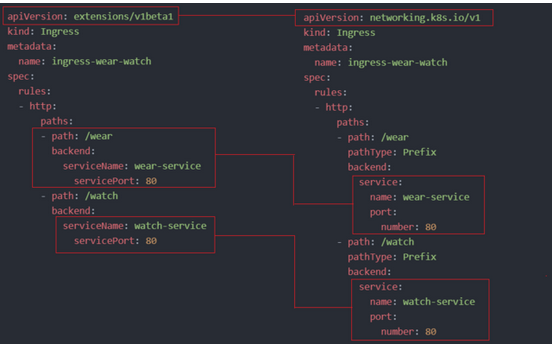 apiVersion: extensions/v1beta1
kind: Ingress
metadata:
  name: ingress-wear-watch
spec:
  rules:
  - http:
      paths:
      - path: /wear
        backend:
          serviceName: wear-service
            servicePort: 80
      - path: /watch
        backend:
          serviceName: watch-service
            servicePort: 80
apiVersion: networking.k8s.io/v1
kind: Ingress
metadata:
  name: ingress-wear-watch
spec:
  rules:
  - http:
      paths:
      - path: /wear
        pathType: Prefix
        backend:
          service:
            name: wear-service
            port:
              number: 80
      - path: /watch
        pathType: Prefix
        backend:
          service:
            name: watch-service
            port:
              number: 80